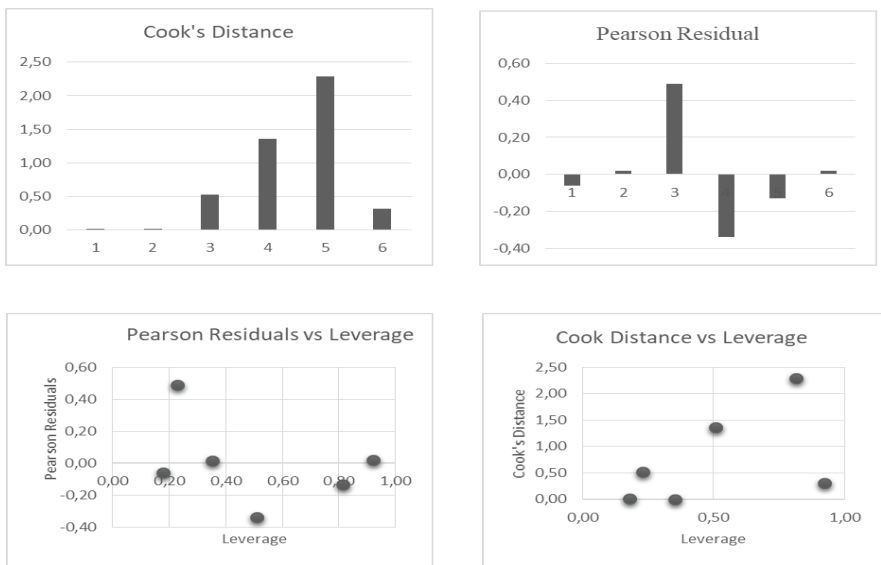 Cook's Distance
2,50
2,00
1,50
1,00
0,50
0,00
1 2 3 4 5 6
Pearson Residual
0,60
0,40
0,20
0,00
-0,20
-0,40
1 2 3 6
Pearson Residuals vs Leverage
Pearson Residuals
0,60
0,40
0,20
0,00
-0,20
-0,40
0,00 0,20 0,40 0,60 0,80 1,00
Leverage
Cook Distance vs Leverage
Cook's Distance
2,50
2,00
1,50
1,00
0,50
0,00
0,00 0,50 1,00
Leverage